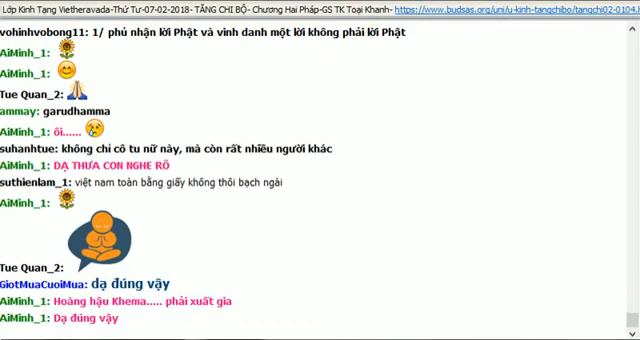 Lớp Kinh Tạng Vietheravada-Thứ Tư-07-02-2018- TĂNG CHI BỘ- Chương Hai Pháp-GS TK Toại Khanh- https://www.budsas.org/uni/u-kinh-tangchibo/tangchi02-0104.h
vohinhvobong11: 1/ phủ nhận lời Phật và vinh danh một lời không phải lời Phật
AiMinh_1:
AiMinh_1:
Tue Quan_2:
ammay: garudhamma
AiMinh_1: ôi......
suhanhtue: không chỉ cô tu nữ này, mà còn rất nhiều người khác
AiMinh_1: DẠ THƯA CON NGHE RÕ
suthienlam_1: việt nam toàn bằng giấy không thôi bạch ngài
AiMinh_1:
Tue Quan_2:
GiotMuaCuoiMua: dạ đúng vậy
AiMinh_1: Hoàng hậu Khema..... phải xuất gia
AiMinh_1: Dạ đúng vậy